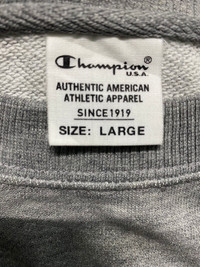 Champion®
U.S.A.
AUTHENTIC AMERICAN
ATHLETIC APPAREL
SINCE1919
SIZE: LARGE